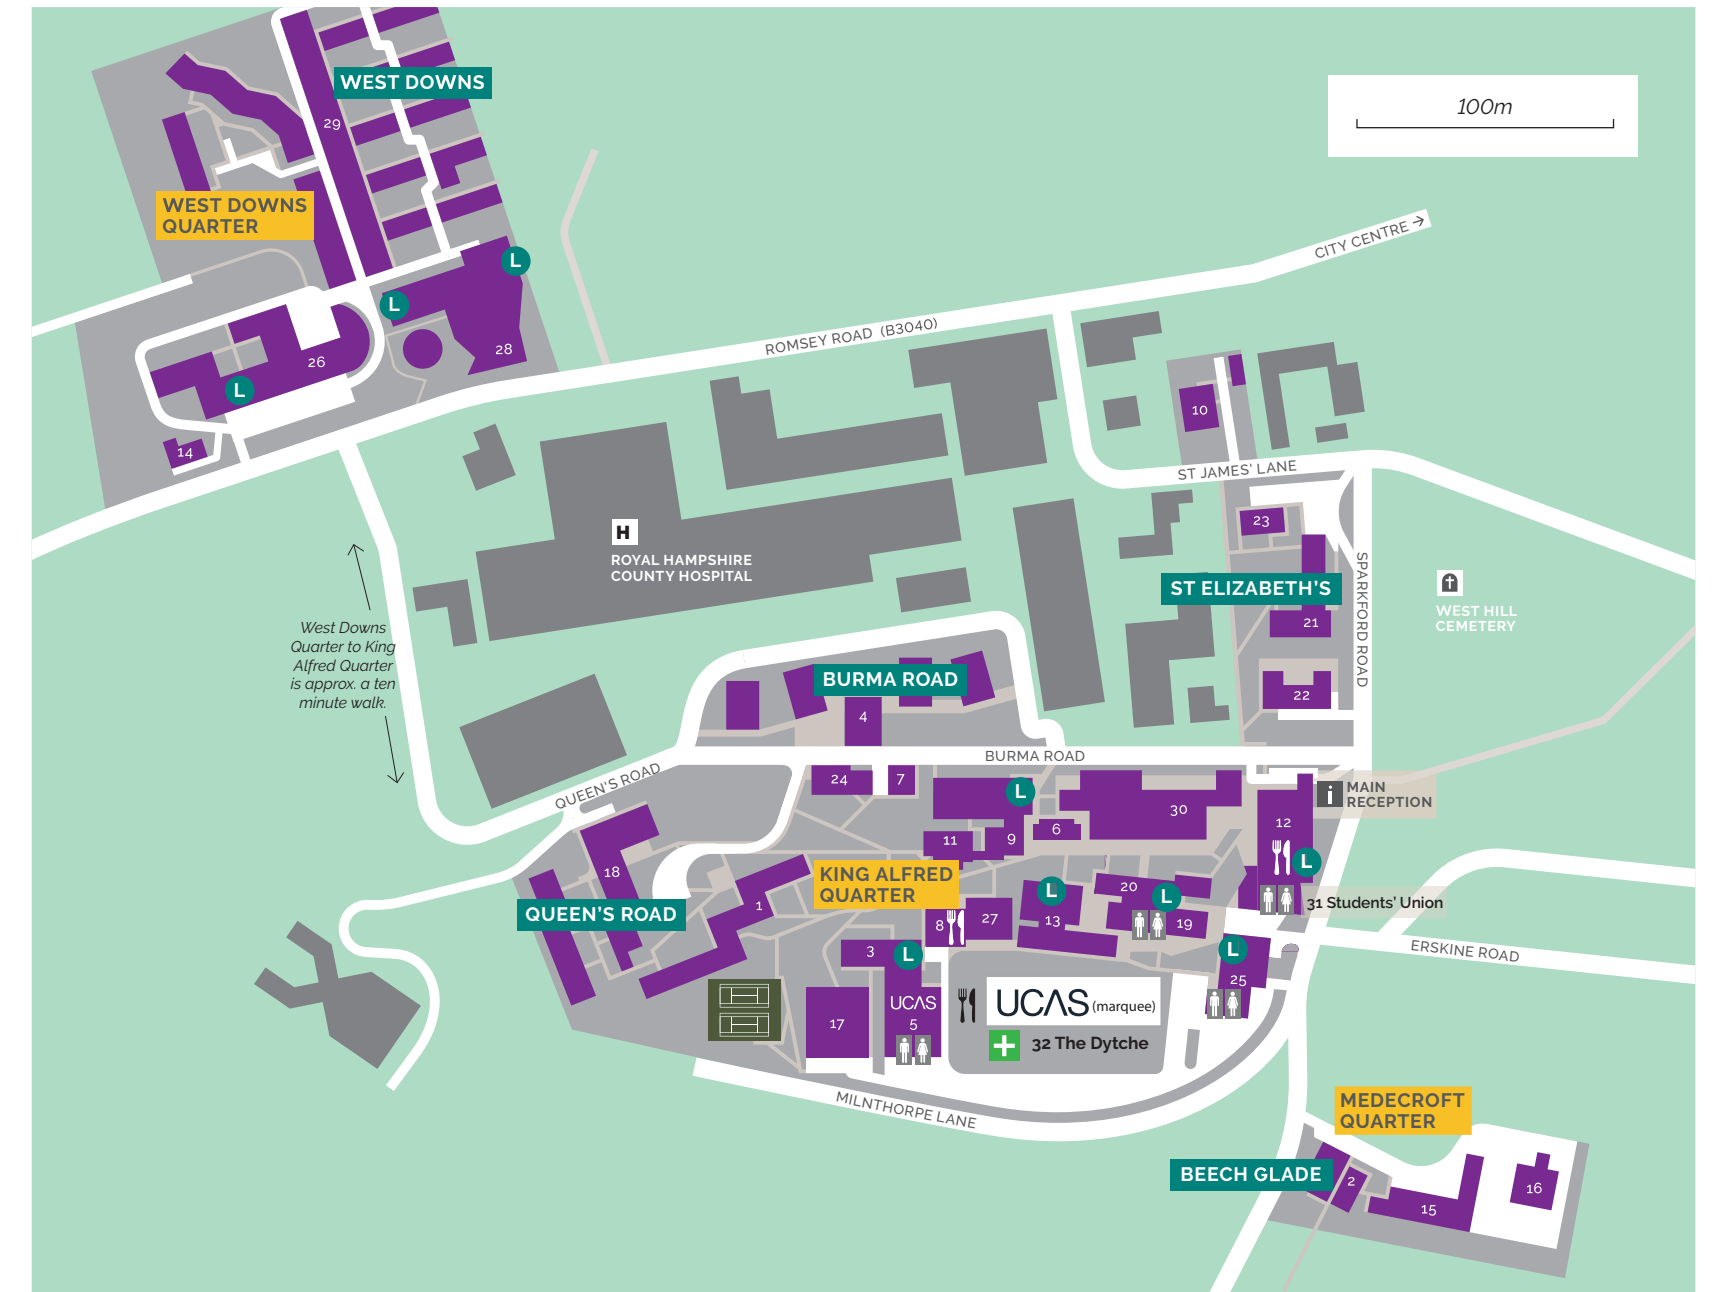 WEST DOWNS
29
100m
WEST DOWNS
QUARTER
CITY CENTRE →
L
L
ROMSEY ROAD (B3040)
28
26
L
10
14
ST JAMES' LANE
23
H
ROYAL HAMPSHIRE
COUNTY HOSPITAL
SPARKFORD ROAD
ST ELIZABETH'S
WEST HILL
CEMETERY
21
West Downs
Quarter to King
Alfred Quarter
is approx. a ten
minute walk.
BURMA ROAD
22
4
BURMA ROAD
QUEEN'S ROAD
24
7
L
30
i
MAIN
RECEPTION
6
12
11
9
L
18
KING ALFRED
QUARTER
20
L
L
1
31 Students' Union
QUEEN'S ROAD
8
27
13
19
3
L
L
ERSKINE ROAD
25
UCAS
5
17
UCAS (marquee)
32 The Dytche
MILNTHORPE LANE
MEDECROFT
QUARTER
BEECH GLADE
2
15
16